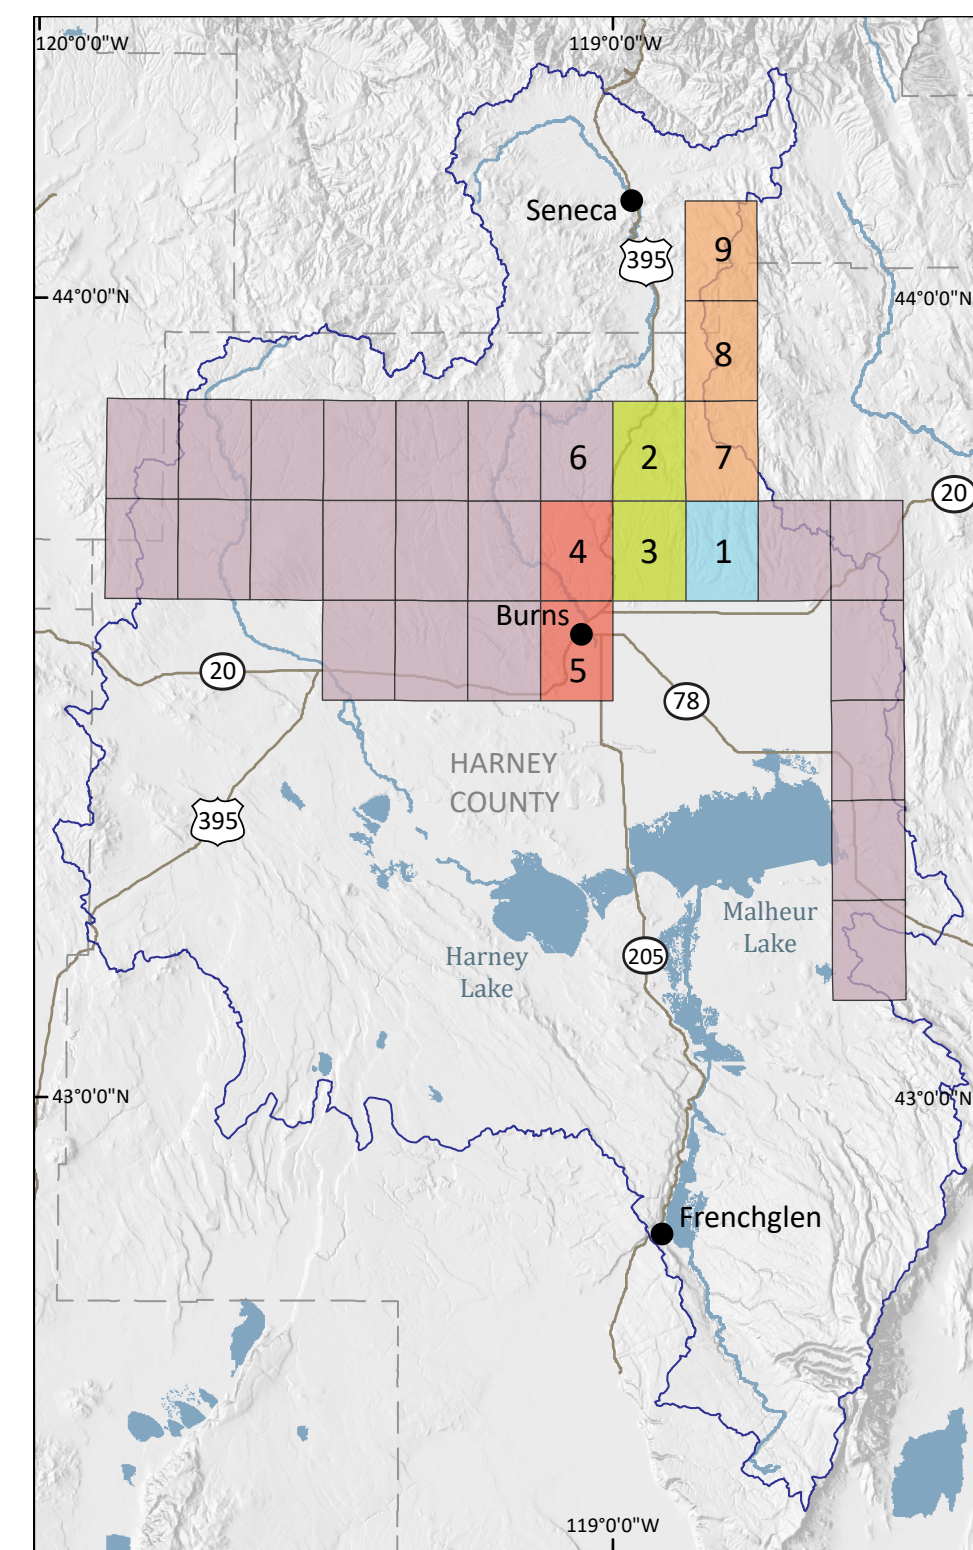 120°0'0"W
119°0'0"W
Seneca
395
9
44°0'0"N
44°0'0"N
8
6
2
7
20
4
3
1
Burns
5
20
78
HARNEY
COUNTY
395
Malheur
Lake
Harney
Lake
205
43°0'0"N
43°0'0"N
Frenchglen
119°0'0"W